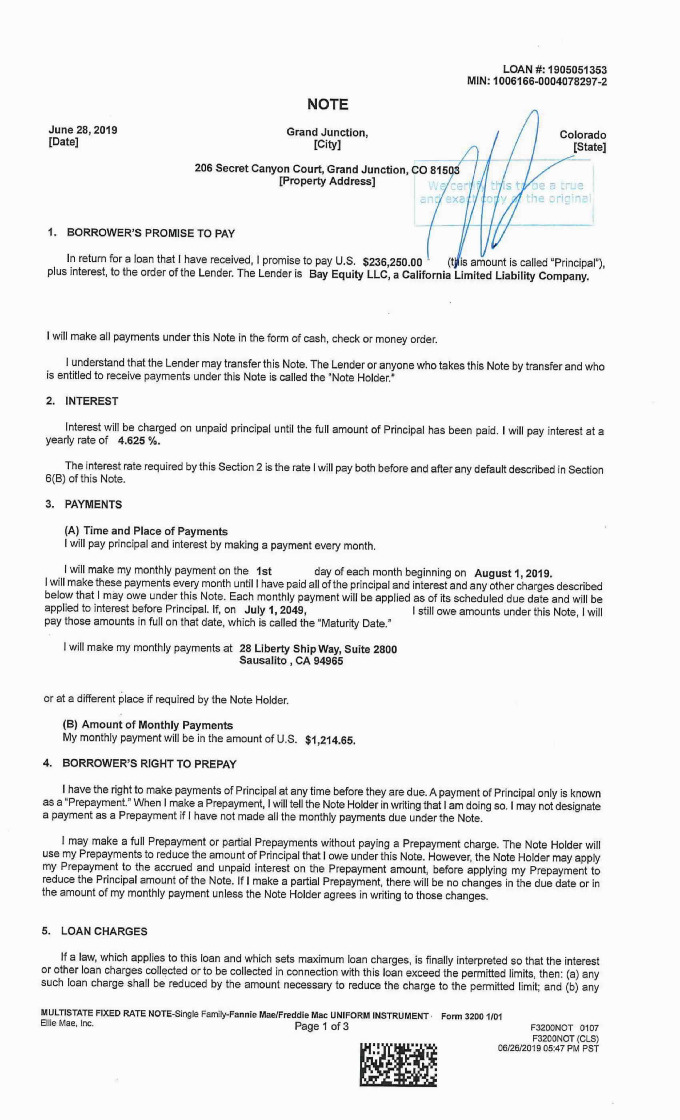 LOAN #: 1905051353
MIN: 1006166-0004078297-2
NOTE
June 28, 2019
[Date]
Grand Junction,
[City]
Colorado
[State]
206 Secret Canyon Court, Grand Junction, CO 81503
[Property Address]
We certify this to be a true
and exact copy of the original
1. BORROWER'S PROMISE TO PAY
In return for a loan that I have received, I promise to pay U.S. $236,250.00 (this amount is called "Principal"),
plus interest, to the order of the Lender. The Lender is Bay Equity LLC, a California Limited Liability Company.
I will make all payments under this Note in the form of cash, check or money order.
I understand that the Lender may transfer this Note. The Lender or anyone who takes this Note by transfer and who
is entitled to receive payments under this Note is called the "Note Holder."
2. INTEREST
Interest will be charged on unpaid principal until the full amount of Principal has been paid. I will pay interest at a
yearly rate of 4.625 %.
The interest rate required by this Section 2 is the rate I will pay both before and after any default described in Section
6(B) of this Note.
3. PAYMENTS
(A) Time and Place of Payments
I will pay principal and interest by making a payment every month.
I will make my monthly payment on the 1st day of each month beginning on August 1, 2019.
I will make these payments every month until I have paid all of the principal and interest and any other charges described
below that I may owe under this Note. Each monthly payment will be applied as of its scheduled due date and will be
applied to interest before Principal. If, on July 1, 2049, I still owe amounts under this Note, I will
pay those amounts in full on that date, which is called the "Maturity Date."
I will make my monthly payments at 28 Liberty Ship Way, Suite 2800
Sausalito , CA 94965
or at a different place if required by the Note Holder.
(B) Amount of Monthly Payments
My monthly payment will be in the amount of U.S. $1,214.65.
4. BORROWER'S RIGHT TO PREPAY
I have the right to make payments of Principal at any time before they are due. A payment of Principal only is known
as a "Prepayment." When I make a Prepayment, I will tell the Note Holder in writing that I am doing so. I may not designate
a payment as a Prepayment if I have not made all the monthly payments due under the Note.
I may make a full Prepayment or partial Prepayments without paying a Prepayment charge. The Note Holder will
use my Prepayments to reduce the amount of Principal that I owe under this Note. However, the Note Holder may apply
my Prepayment to the accrued and unpaid interest on the Prepayment amount, before applying my Prepayment to
reduce the Principal amount of the Note. If I make a partial Prepayment, there will be no changes in the due date or in
the amount of my monthly payment unless the Note Holder agrees in writing to those changes.
5. LOAN CHARGES
If a law, which applies to this loan and which sets maximum loan charges, is finally interpreted so that the interest
or other loan charges collected or to be collected in connection with this loan exceed the permitted limits, then: (a) any
such loan charge shall be reduced by the amount necessary to reduce the charge to the permitted limit; and (b) any
MULTISTATE FIXED RATE NOTE-Single Family-Fannie Mae/Freddie Mac UNIFORM INSTRUMENT Form 3200 1/01
Ellie Mae, Inc.
Page 1 of 3
F3200NOT 0107
F3200NOT (CLS)
06/26/2019 05:47 PM PST